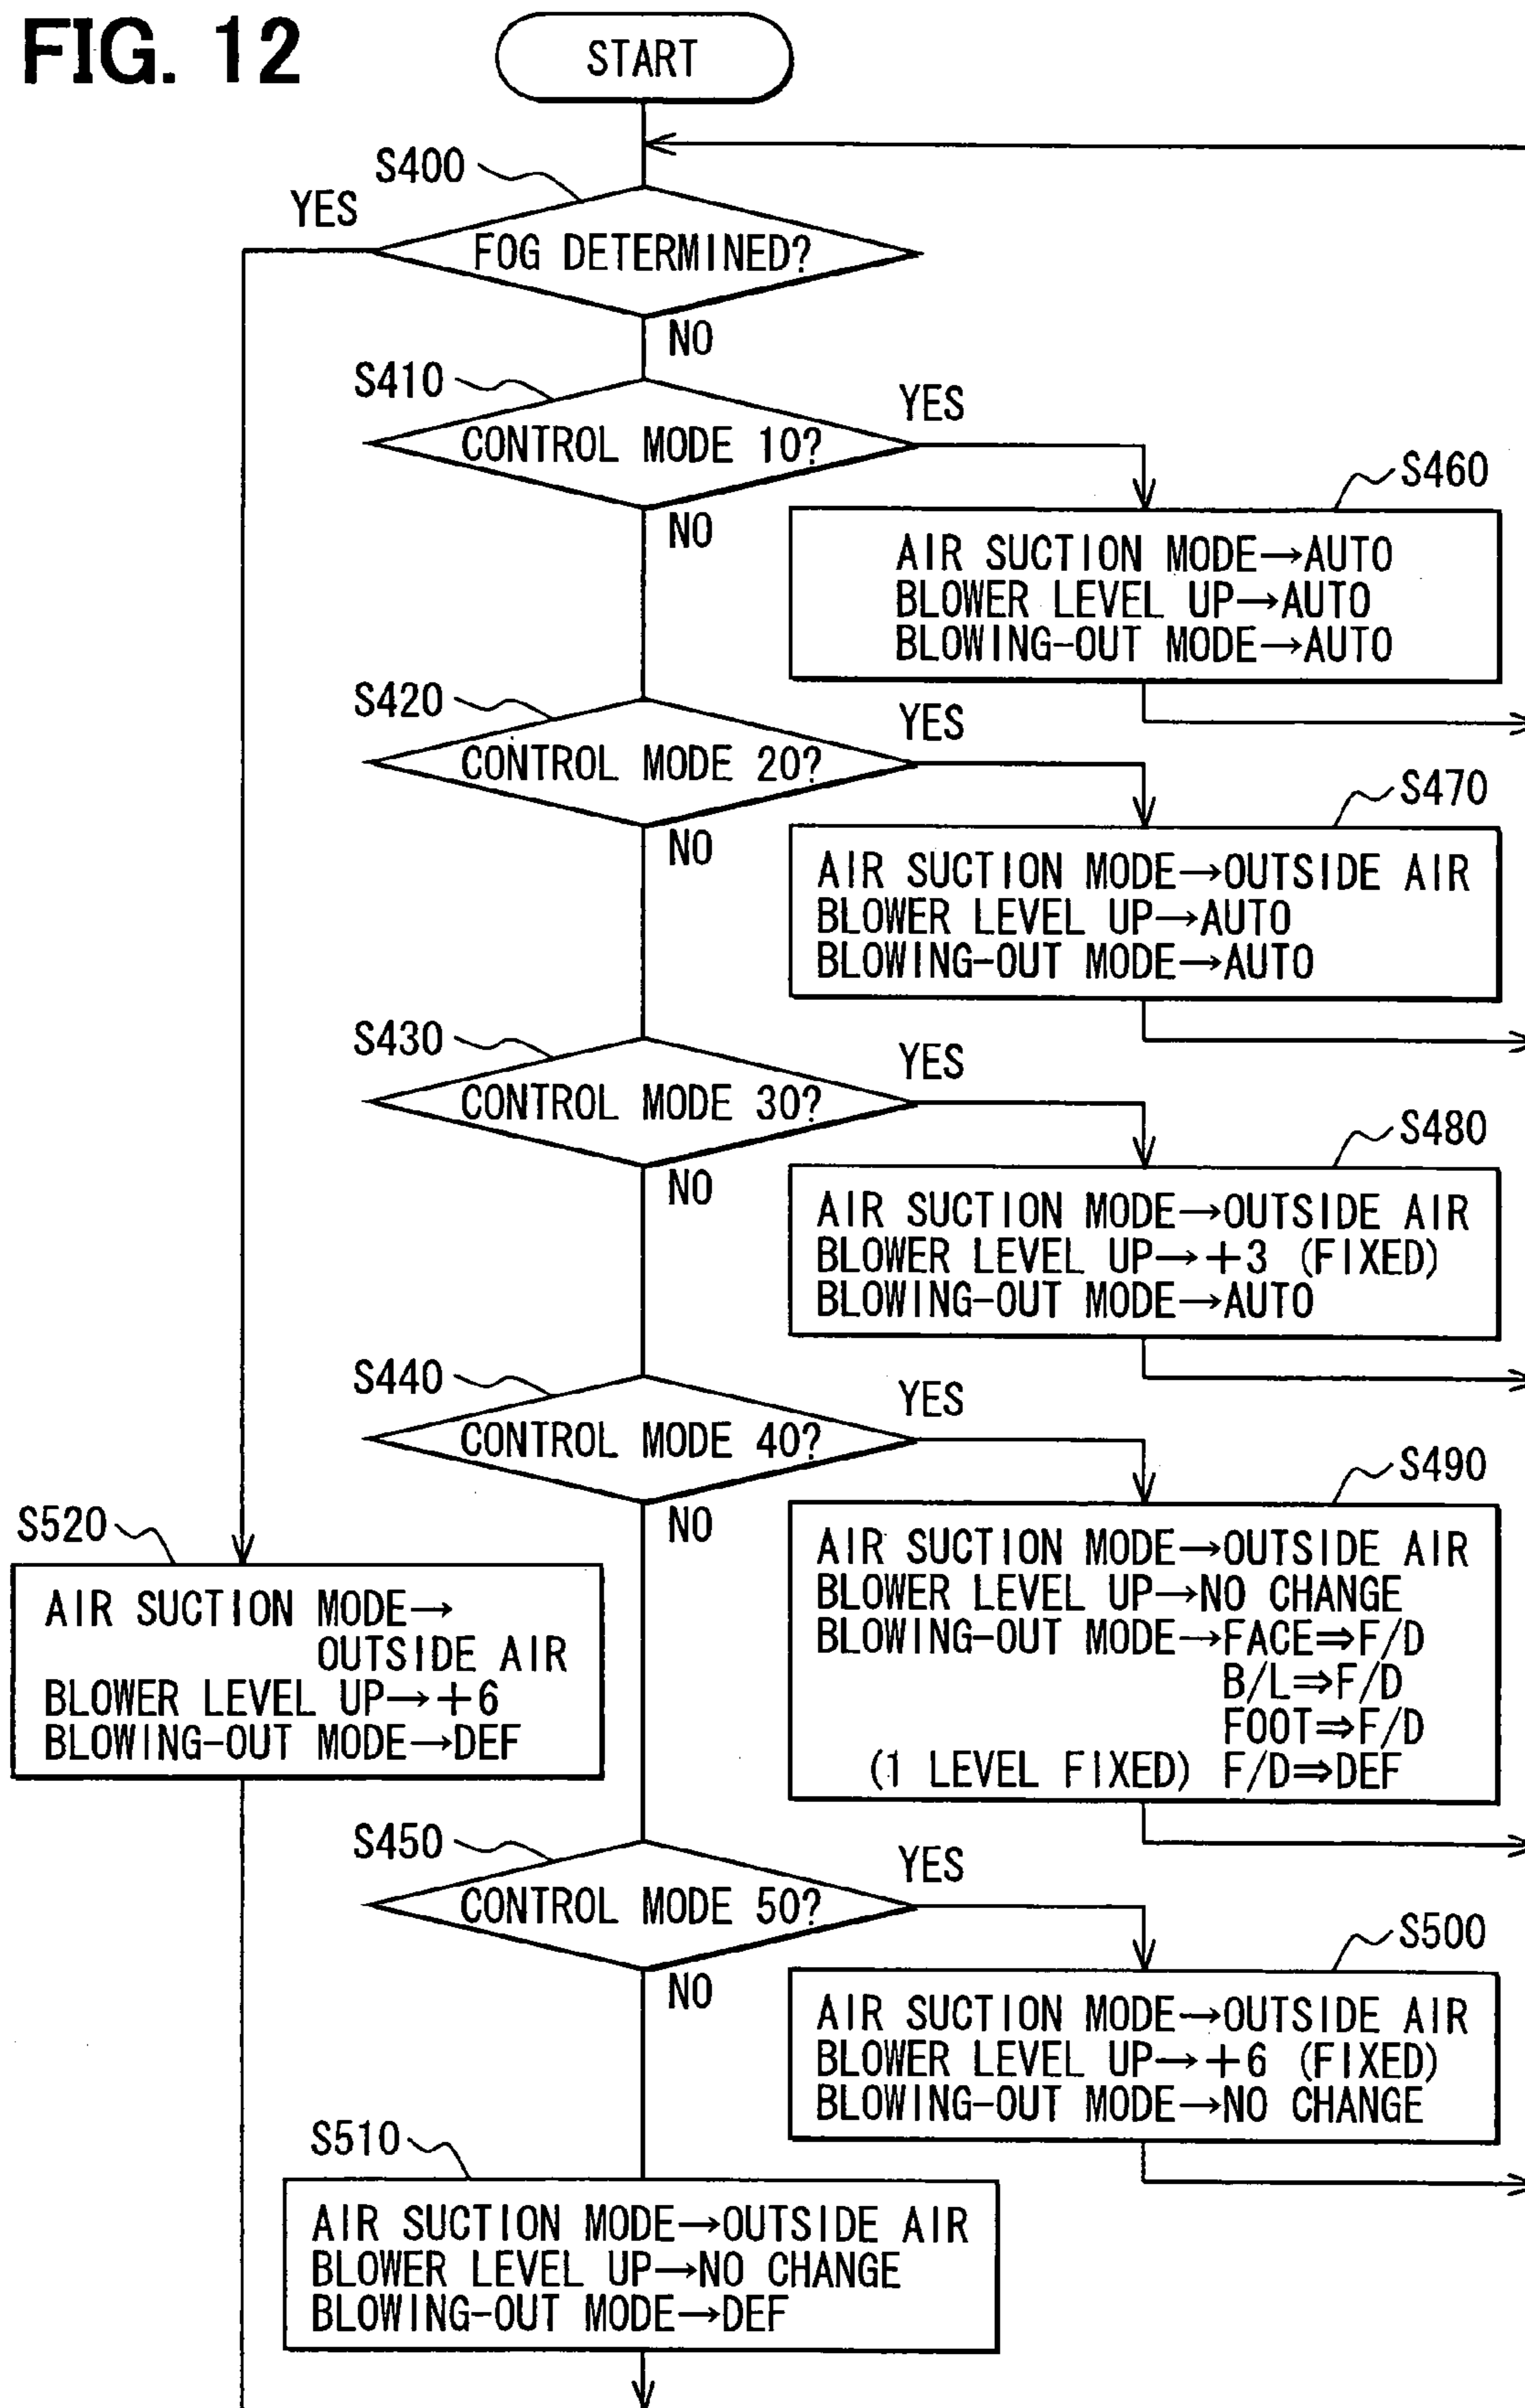 FIG. 12
START
S400
YES
FOG DETERMINED?
NO
S410
YES
CONTROL MODE 10?
NO
S460
AIR SUCTION MODE→AUTO
BLOWER LEVEL UP→AUTO
BLOWING-OUT MODE→AUTO
S420
YES
CONTROL MODE 20?
NO
S470
AIR SUCTION MODE→OUTSIDE AIR
BLOWER LEVEL UP→AUTO
BLOWING-OUT MODE→AUTO
S430
YES
CONTROL MODE 30?
NO
S480
AIR SUCTION MODE→OUTSIDE AIR
BLOWER LEVEL UP→+3 (FIXED)
BLOWING-OUT MODE→AUTO
S440
YES
CONTROL MODE 40?
NO
S490
AIR SUCTION MODE→OUTSIDE AIR
BLOWER LEVEL UP→NO CHANGE
BLOWING-OUT MODE→FACE⇒F/D
B/L⇒F/D
FOOT⇒F/D
(1 LEVEL FIXED) F/D⇒DEF
S520
AIR SUCTION MODE→
OUTSIDE AIR
BLOWER LEVEL UP→+6
BLOWING-OUT MODE→DEF
S450
YES
CONTROL MODE 50?
NO
S500
AIR SUCTION MODE→OUTSIDE AIR
BLOWER LEVEL UP→+6 (FIXED)
BLOWING-OUT MODE→NO CHANGE
S510
AIR SUCTION MODE→OUTSIDE AIR
BLOWER LEVEL UP→NO CHANGE
BLOWING-OUT MODE→DEF